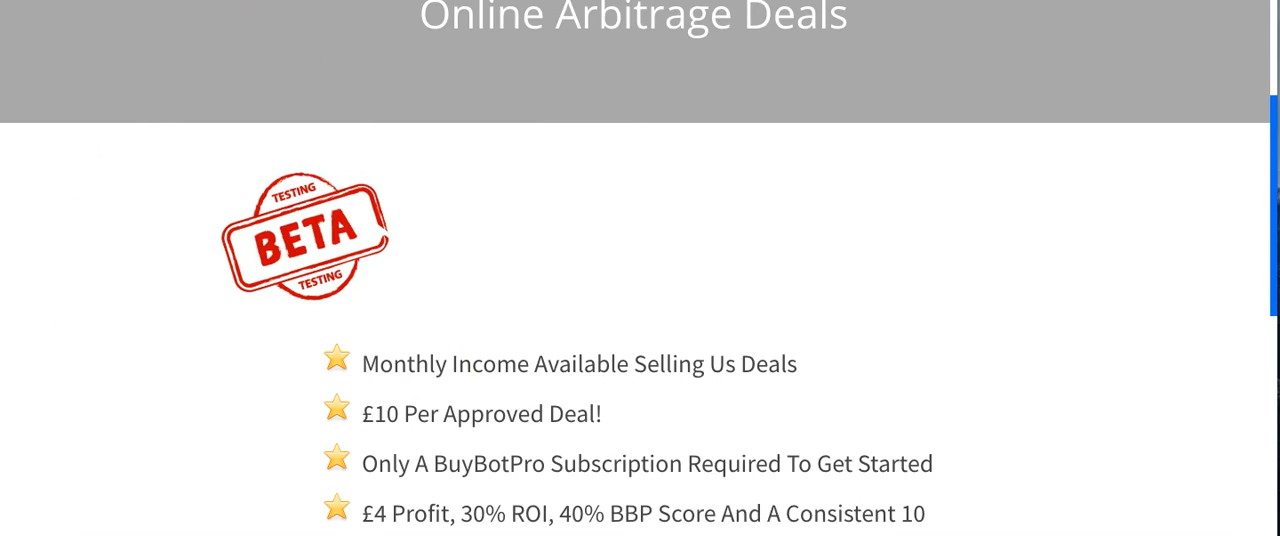 Online Arbitrage Deals
TESTING
BETA
TESTING
Monthly Income Available Selling Us Deals
£10 Per Approved Deal!
Only A BuyBotPro Subscription Required To Get Started
£4 Profit, 30% ROI, 40% BBP Score And A Consistent 10